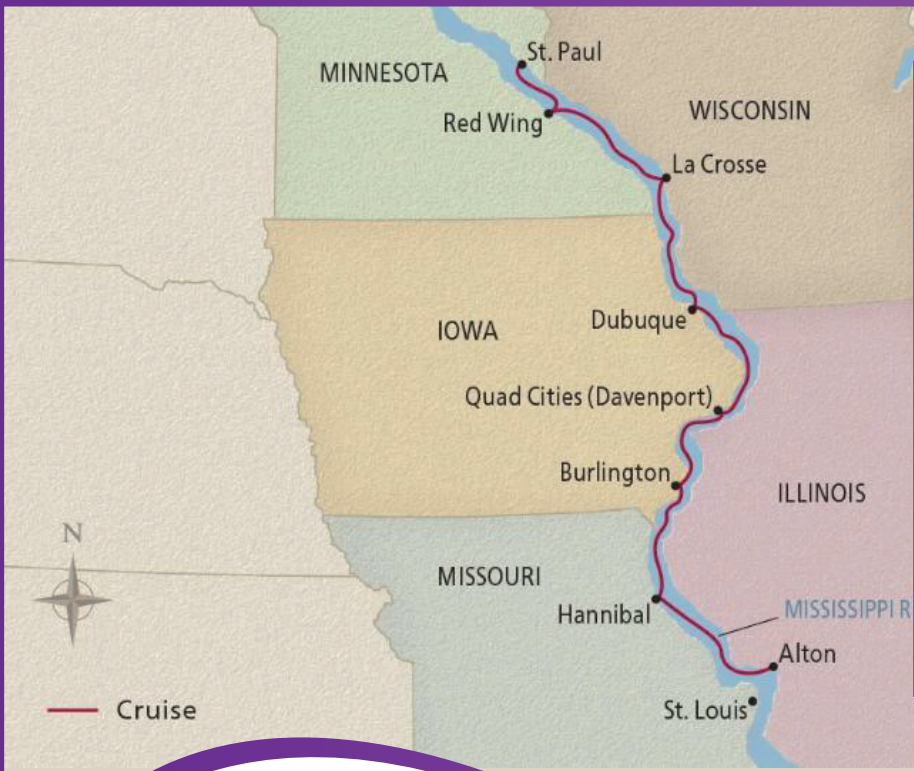 St. Paul
MINNESOTA
WISCONSIN
Red Wing
La Crosse
Dubuque
IOWA
Quad Cities (Davenport)
Burlington
ILLINOIS
N
MISSOURI
Hannibal
MISSISSIPPI R
Alton
St. Louis
Cruise